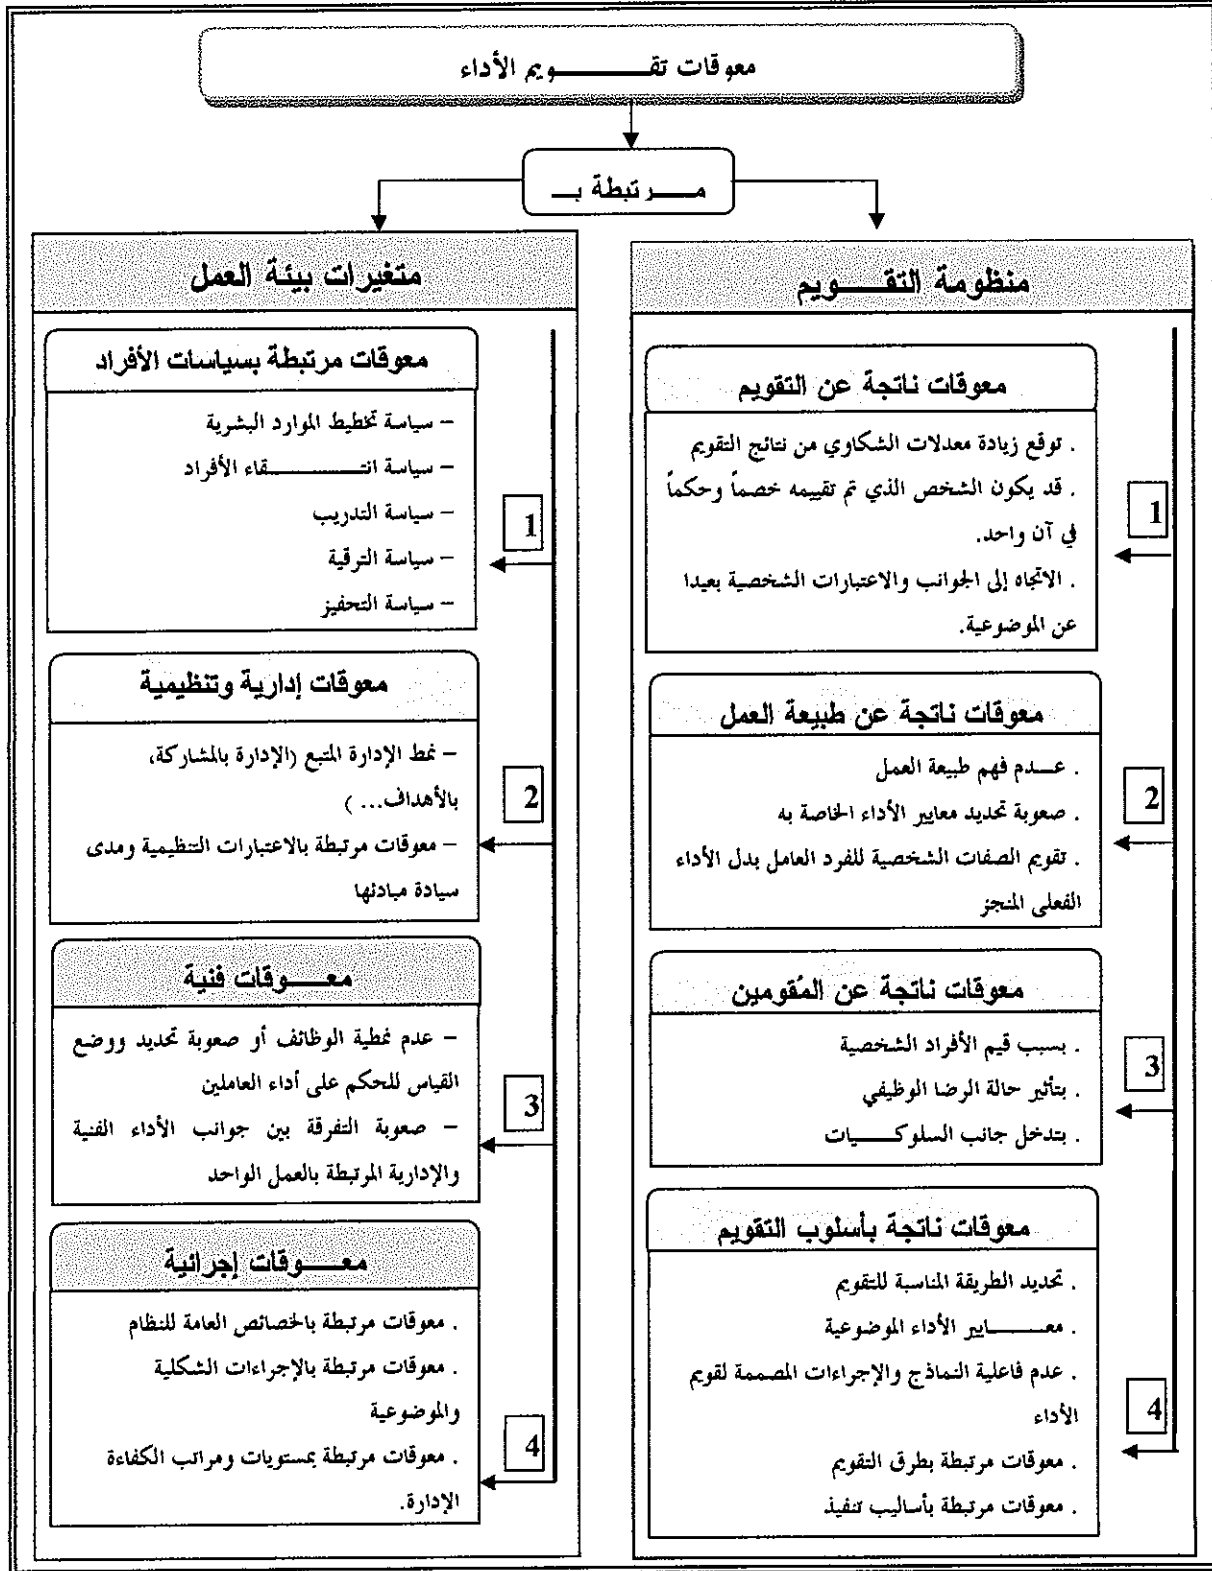 معوقات تقـــــويم الأداء
مـــرتبطة بـــ
منظومة التقـــويم
معوقات ناتجة عن التقويم
. توقع زيادة معدلات الشكاوي من نتائج التقويم
. قد يكون الشخص الذي تم تقييمه خصماً وحكماً
في آن واحد.
. الاتجاه إلى الجوانب والاعتبارات الشخصية بعيدا
عن الموضوعية.
1
معوقات ناتجة عن طبيعة العمل
. عـــدم فهم طبيعة العمل
. صعوبة تحديد معايير الأداء الخاصة به
. تقويم الصفات الشخصية للفرد العامل بدل الأداء
الفعلي المنجز
2
معوقات ناتجة عن المُقومين
. بسبب قيم الأفراد الشخصية
. بتأثير حالة الرضا الوظيفي
. بتدخل جانب السلوكـــيات
3
معوقات ناتجة بأسلوب التقويم
. تحديد الطريقة المناسبة للتقويم
. معـــــايير الأداء الموضوعية
. عدم فاعلية النماذج والإجراءات المصممة لقويم
الأداء
. معوقات مرتبطة بطرق التقويم
. معوقات مرتبطة بأساليب تنفيذ
4
متغيرات بيئة العمل
معوقات مرتبطة بسياسات الأفراد
– سياسة تخطيط الموارد البشرية
– سياسة انتـــــــقاء الأفراد
– سياسة التدريب
– سياسة الترقية
– سياسة التحفيز
1
معوقات إدارية وتنظيمية
– نمط الإدارة المتبع (الإدارة بالمشاركة،
بالأهداف... )
– معوقات مرتبطة بالاعتبارات التنظيمية ومدى
سيادة مبادئها
2
معـــوقات فنية
– عدم نمطية الوظائف أو صعوبة تحديد ووضع
القياس للحكم على أداء العاملين
– صعوبة التفرقة بين جوانب الأداء الفنية
والإدارية المرتبطة بالعمل الواحد
3
معـــوقات إجرائية
. معوقات مرتبطة بالخصائص العامة للنظام
. معوقات مرتبطة بالإجراءات الشكلية
والموضوعية
. معوقات مرتبطة بمستويات ومراتب الكفاءة
الإدارة.
4